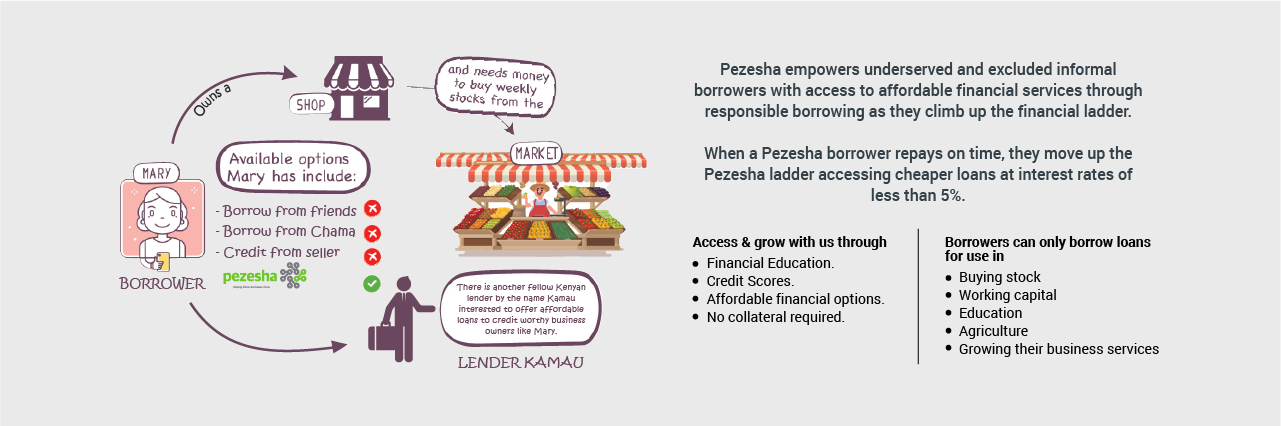 Owns a
SHOP
and needs money
to buy weekly
stocks from the
MARKET
MARY
BORROWER
Available options
Mary has include:
- Borrow from friends
- Borrow from Chama
- Credit from seller
pezesha
There is another fellow Kenyan
lender by the name Kamau
interested to offer affordable
loans to credit worthy business
owners like Mary.
LENDER KAMAU
Pezesha empowers underserved and excluded informal
borrowers with access to affordable financial services through
responsible borrowing as they climb up the financial ladder.
When a Pezesha borrower repays on time, they move up the
Pezesha ladder accessing cheaper loans at interest rates of
less than 5%.
Access & grow with us through
• Financial Education.
• Credit Scores.
• Affordable financial options.
• No collateral required.
Borrowers can only borrow loans
for use in
• Buying stock
• Working capital
• Education
• Agriculture
• Growing their business services